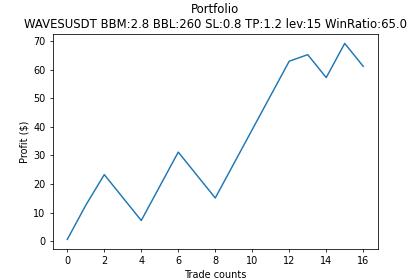 Portfolio
WAVESUSDT BBM:2.8 BBL:260 SL:0.8 TP:1.2 lev:15 WinRatio:65.0
70
60
50
40
30
20
10
0
Profit ($)
0 2 4 6 8 10 12 14 16
Trade counts